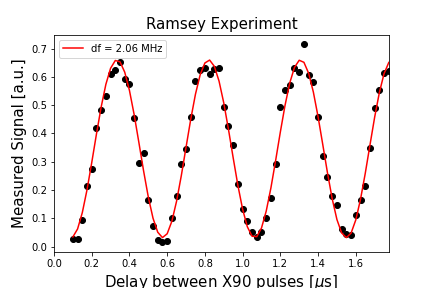 Ramsey Experiment
df = 2.06 MHz
Measured Signal [a.u.]
0.7
0.6
0.5
0.4
0.3
0.2
0.1
0.0
0.0 0.2 0.4 0.6 0.8 1.0 1.2 1.4 1.6
Delay between X90 pulses [μs]